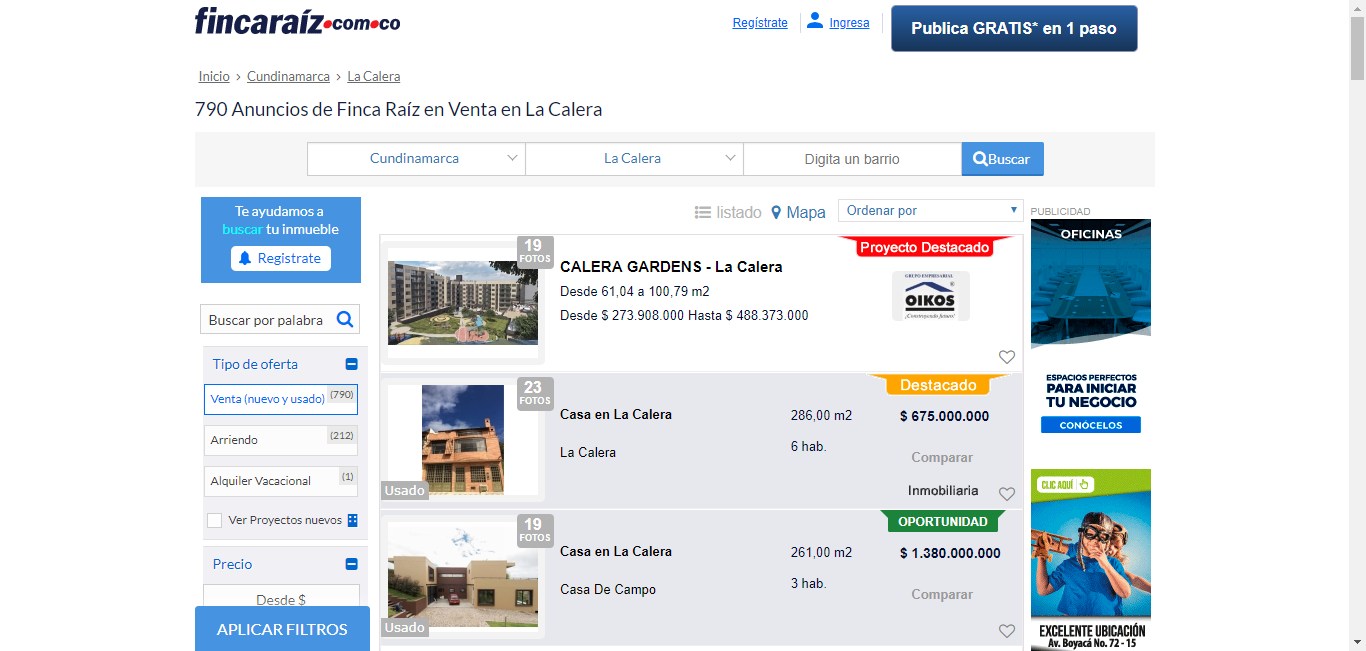 fincaraíz.com.co
Regístrate
Ingresa
Publica GRATIS* en 1 paso
Inicio > Cundinamarca > La Calera
790 Anuncios de Finca Raíz en Venta en La Calera
Cundinamarca
La Calera
Digita un barrio
Buscar
Te ayudamos a
buscar tu inmueble
Registrate
Buscar por palabra
Tipo de oferta
Venta (nuevo y usado) (790)
Arriendo (212)
Alquiler Vacacional (1)
Ver Proyectos nuevos
Precio
Desde $
APLICAR FILTROS
listado
Mapa
Ordenar por
19
FOTOS
CALERA GARDENS - La Calera
Desde 61,04 a 100,79 m2
Desde $ 273.908.000 Hasta $ 488.373.000
Proyecto Destacado
GRUPO EMPRESARIAL
OIKOS
¡Construyendo futuro!
23
FOTOS
Usado
Casa en La Calera
La Calera
286,00 m2
6 hab.
Destacado
$ 675.000.000
Comparar
Inmobiliaria
19
FOTOS
Usado
Casa en La Calera
Casa De Campo
261,00 m2
3 hab.
OPORTUNIDAD
$ 1.380.000.000
Comparar
PUBLICIDAD
OFICINAS
ESPACIOS PERFECTOS
PARA INICIAR
TU NEGOCIO
CONÓCELOS
CLIC AQUÍ
EXCELENTE UBICACIÓN
Av. Boyacá No. 72 - 15